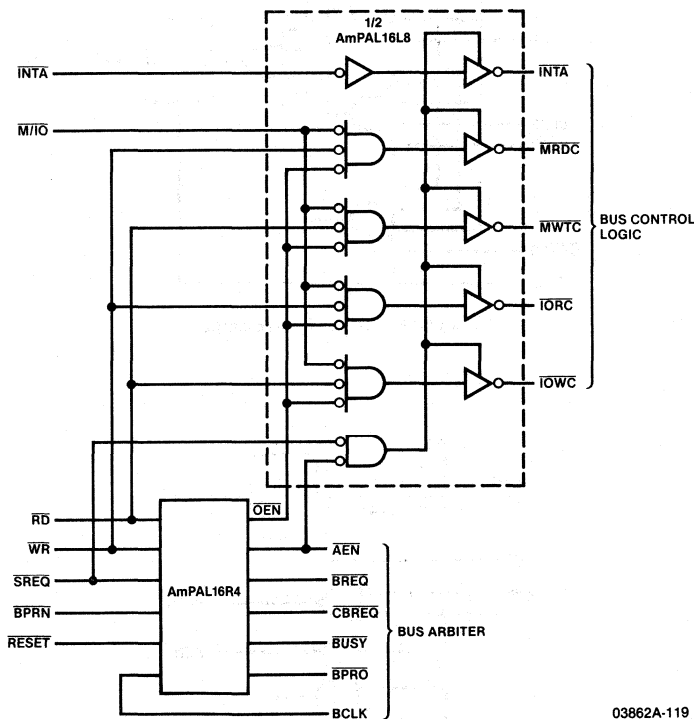 1/2
AmPAL16L8
INTA
INTA
M/IO
MRDC
MWTC
BUS CONTROL
LOGIC
IORC
IOWC
OEN
RD
WR
AEN
SREQ
AmPAL16R4
BREQ
BPRN
CBREQ
BUS ARBITER
RESET
BUSY
BPRO
BCLK
03862A-119